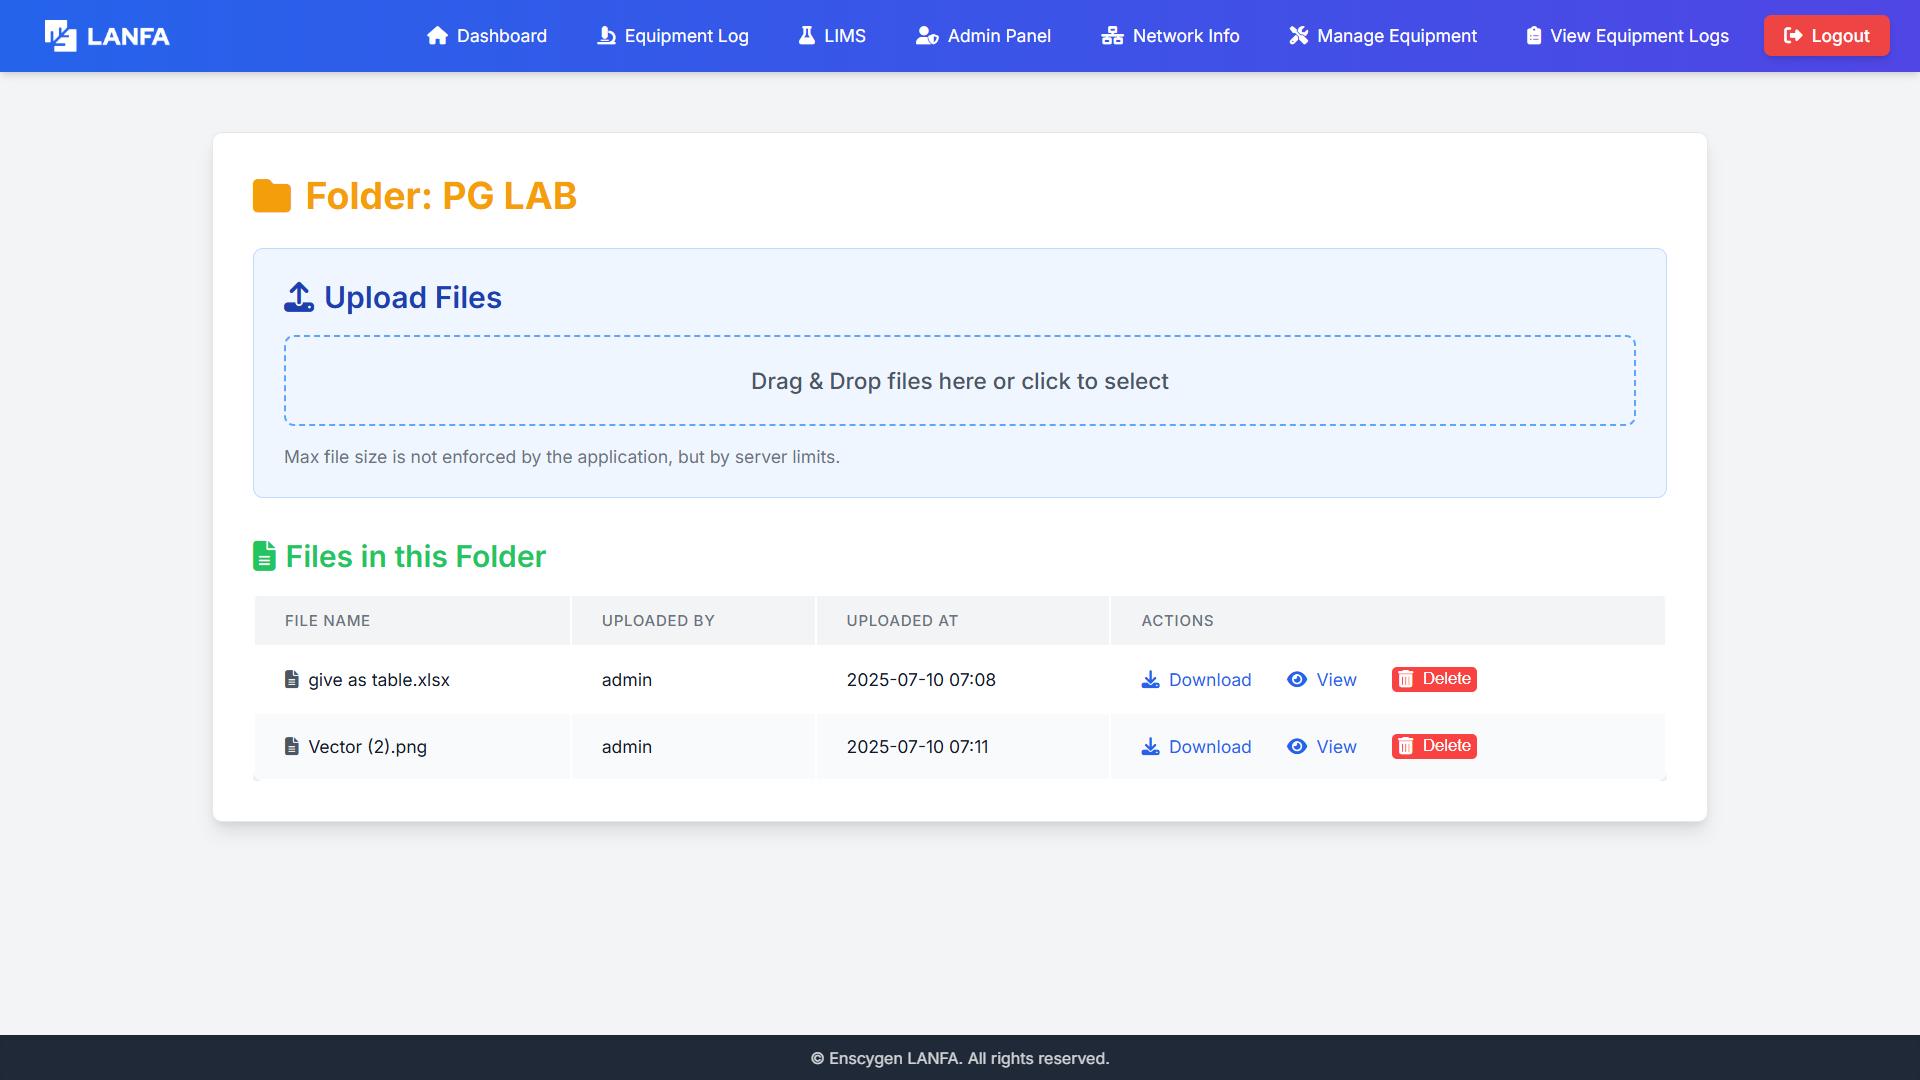 LANFA
Dashboard
Equipment Log
LIMS
Admin Panel
Network Info
Manage Equipment
View Equipment Logs
Logout
Folder: PG LAB
Upload Files
Drag & Drop files here or click to select
Max file size is not enforced by the application, but by server limits.
Files in this Folder
FILE NAME UPLOADED BY UPLOADED AT ACTIONS
give as table.xlsx admin 2025-07-10 07:08 Download View Delete
Vector (2).png admin 2025-07-10 07:11 Download View Delete
© Enscygen LANFA. All rights reserved.